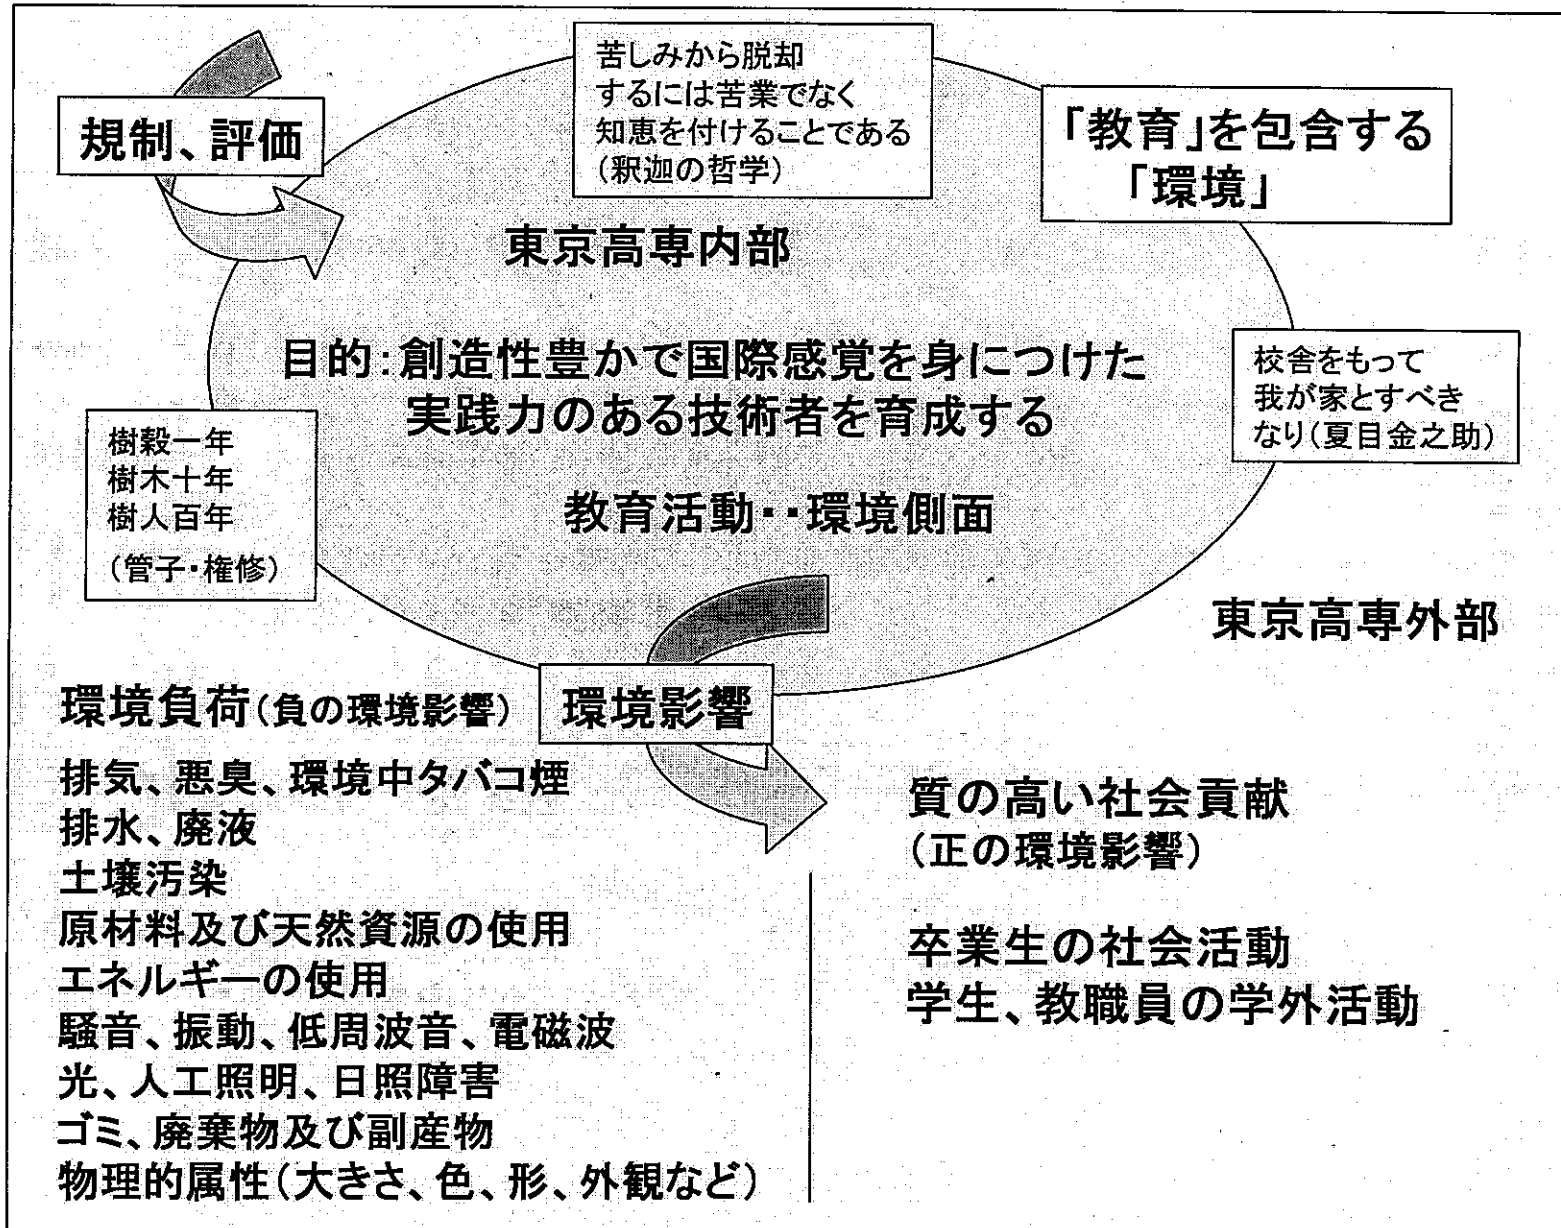 規制、評価
苦しみから脱却
するには苦業でなく
知恵を付けることである
(釈迦の哲学)
「教育」を包含する
「環境」
東京高専内部
目的:創造性豊かで国際感覚を身につけた
実践力のある技術者を育成する
教育活動・・環境側面
校舎をもって
我が家とすべき
なり(夏目金之助)
樹穀一年
樹木十年
樹人百年
(管子・権修)
東京高専外部
環境影響
環境負荷(負の環境影響)
排気、悪臭、環境中タバコ煙
排水、廃液
土壌汚染
原材料及び天然資源の使用
エネルギーの使用
騒音、振動、低周波音、電磁波
光、人工照明、日照障害
ゴミ、廃棄物及び副産物
物理的属性(大きさ、色、形、外観など)
質の高い社会貢献
(正の環境影響)
卒業生の社会活動
学生、教職員の学外活動